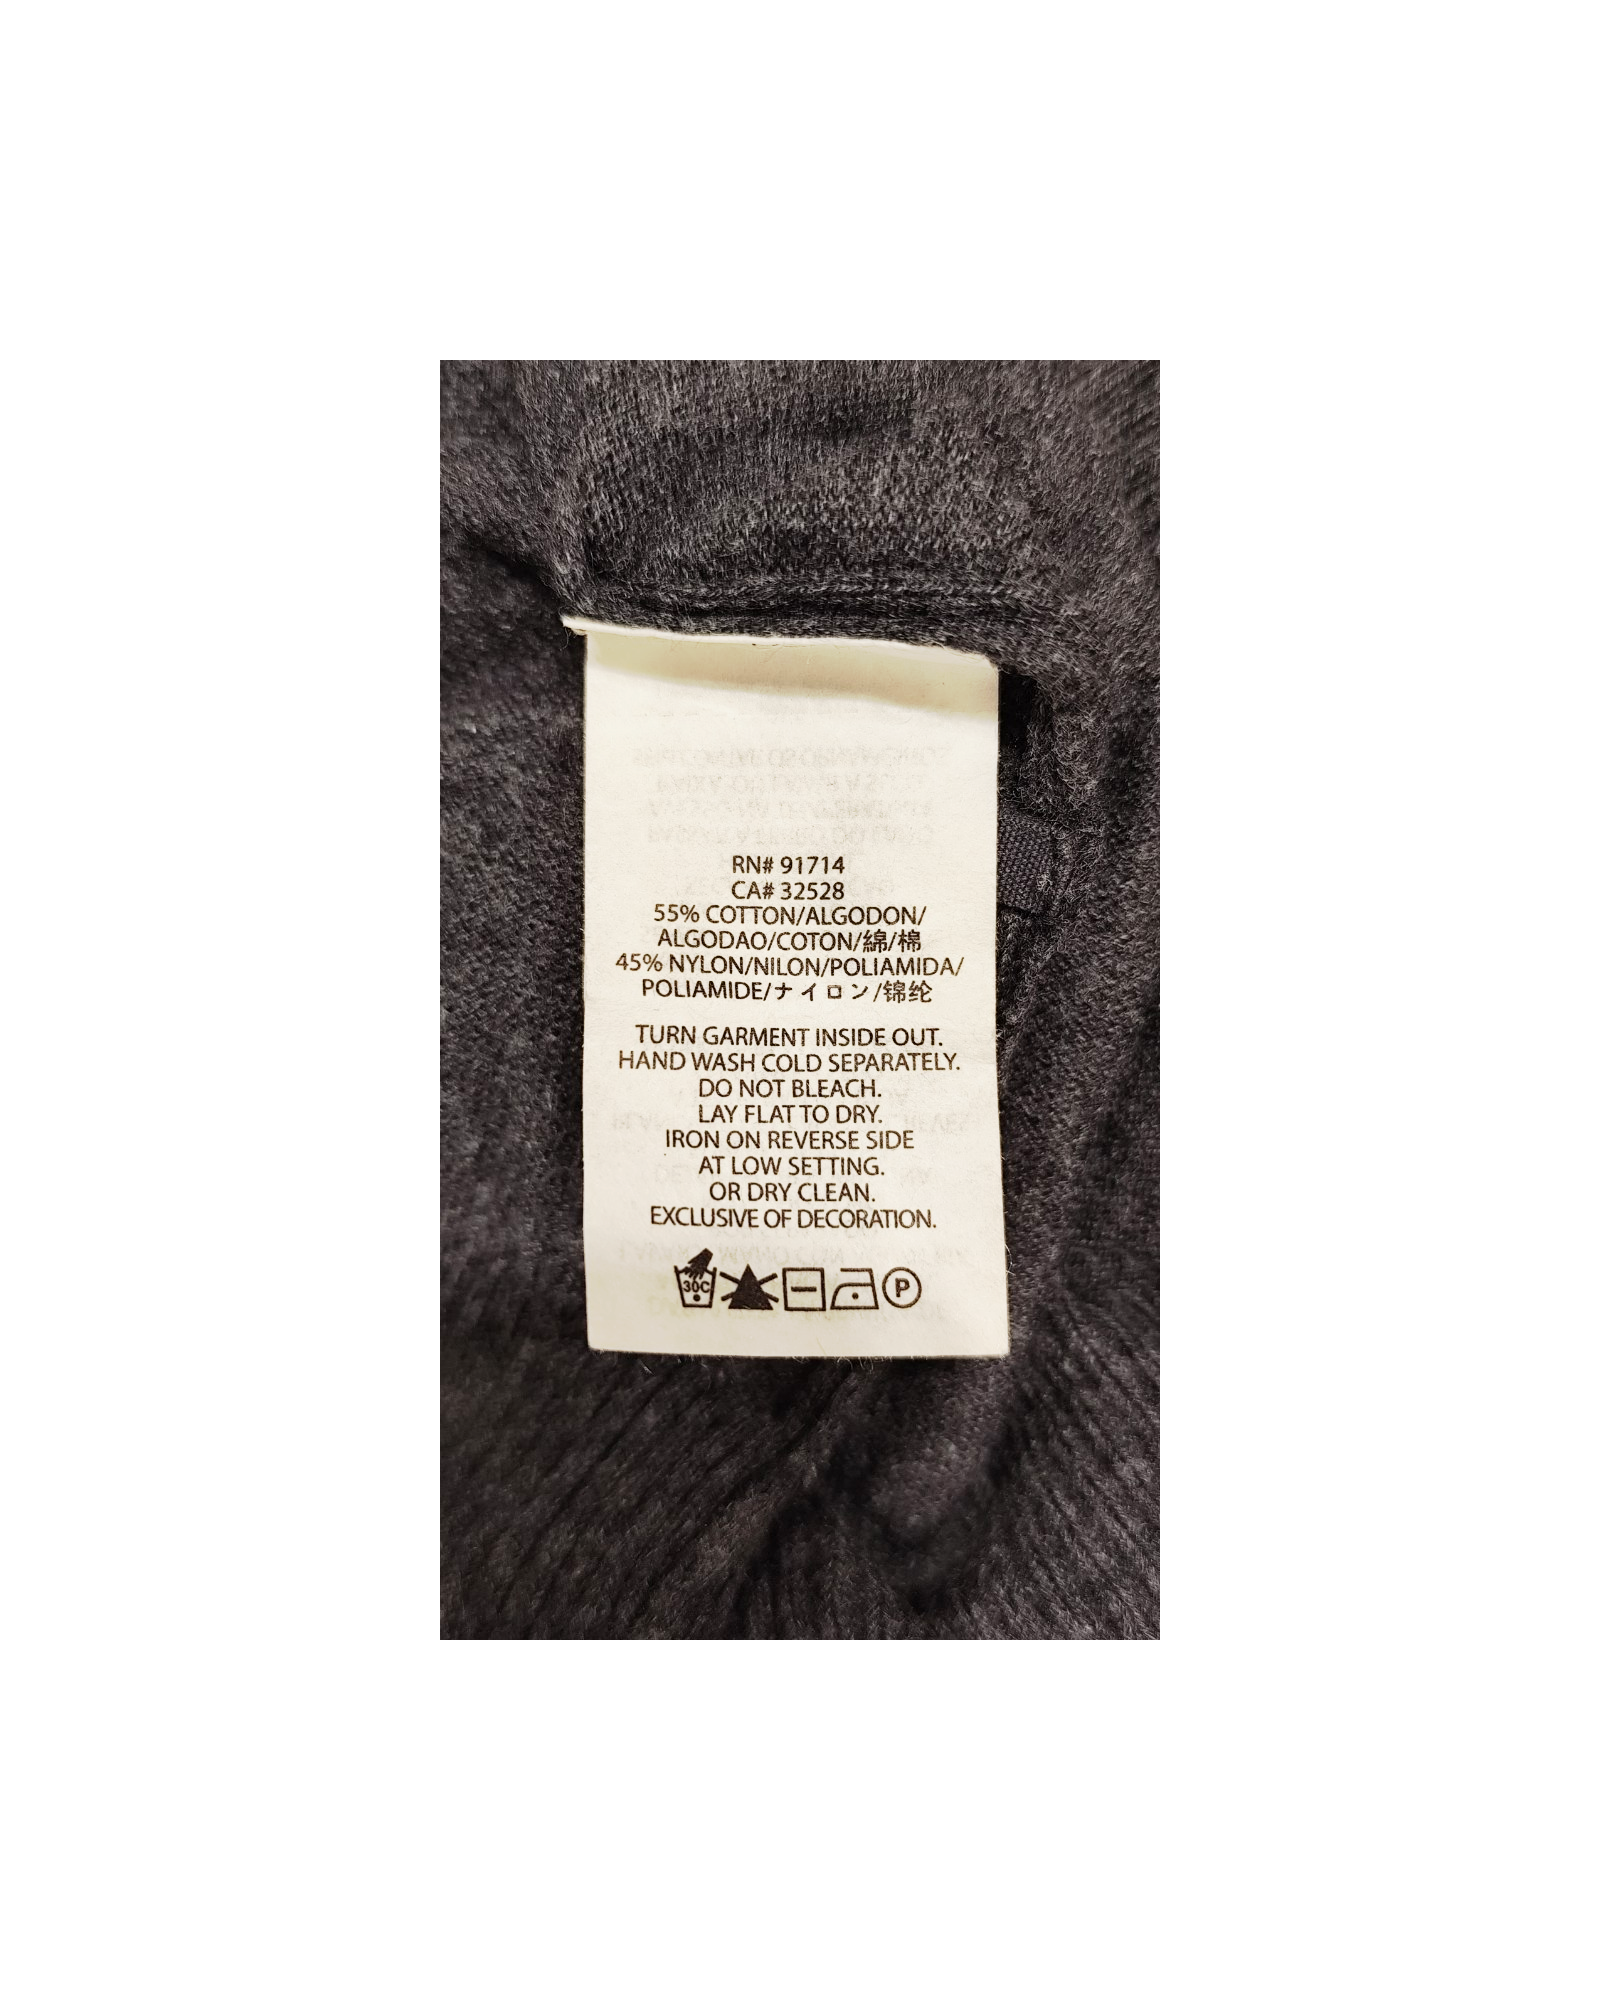 RN# 91714
CA# 32528
55% COTTON/ALGODON/
ALGODAO/COTON/綿/棉
45% NYLON/NILON/POLIAMIDA/
POLIAMIDE/ナイロン/锦纶
TURN GARMENT INSIDE OUT.
HAND WASH COLD SEPARATELY.
DO NOT BLEACH.
LAY FLAT TO DRY.
IRON ON REVERSE SIDE
AT LOW SETTING.
OR DRY CLEAN.
EXCLUSIVE OF DECORATION.
30C P